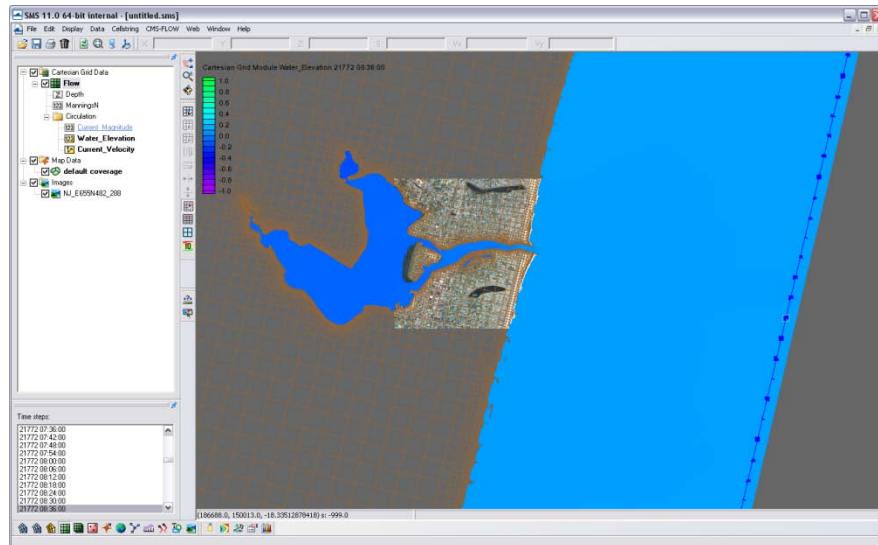 SMS 11.0 64-bit internal - [untitled.sms]
File Edit Display Data Cellstring CMS-FLOW Web Window Help
X: Y: Z: S: Vx Vy
Cartesian Grid Data
Flow
Depth
ManningsN
Circulation
Current_Magnitude
Water_Elevation
Current_Velocity
Map Data
default coverage
Images
NJ_E655N482_288
Cartesian Grid Module Water_Elevation 21772 08:36:00
1.0
0.8
0.6
0.4
0.2
0.0
-0.2
-0.4
-0.6
-0.8
-1.0
Time steps:
21772 07:36:00
21772 07:42:00
21772 07:48:00
21772 07:54:00
21772 08:00:00
21772 08:06:00
21772 08:12:00
21772 08:18:00
21772 08:24:00
21772 08:30:00
21772 08:36:00
(186688.0, 150013.0, -18.33512878418) s: -999.0